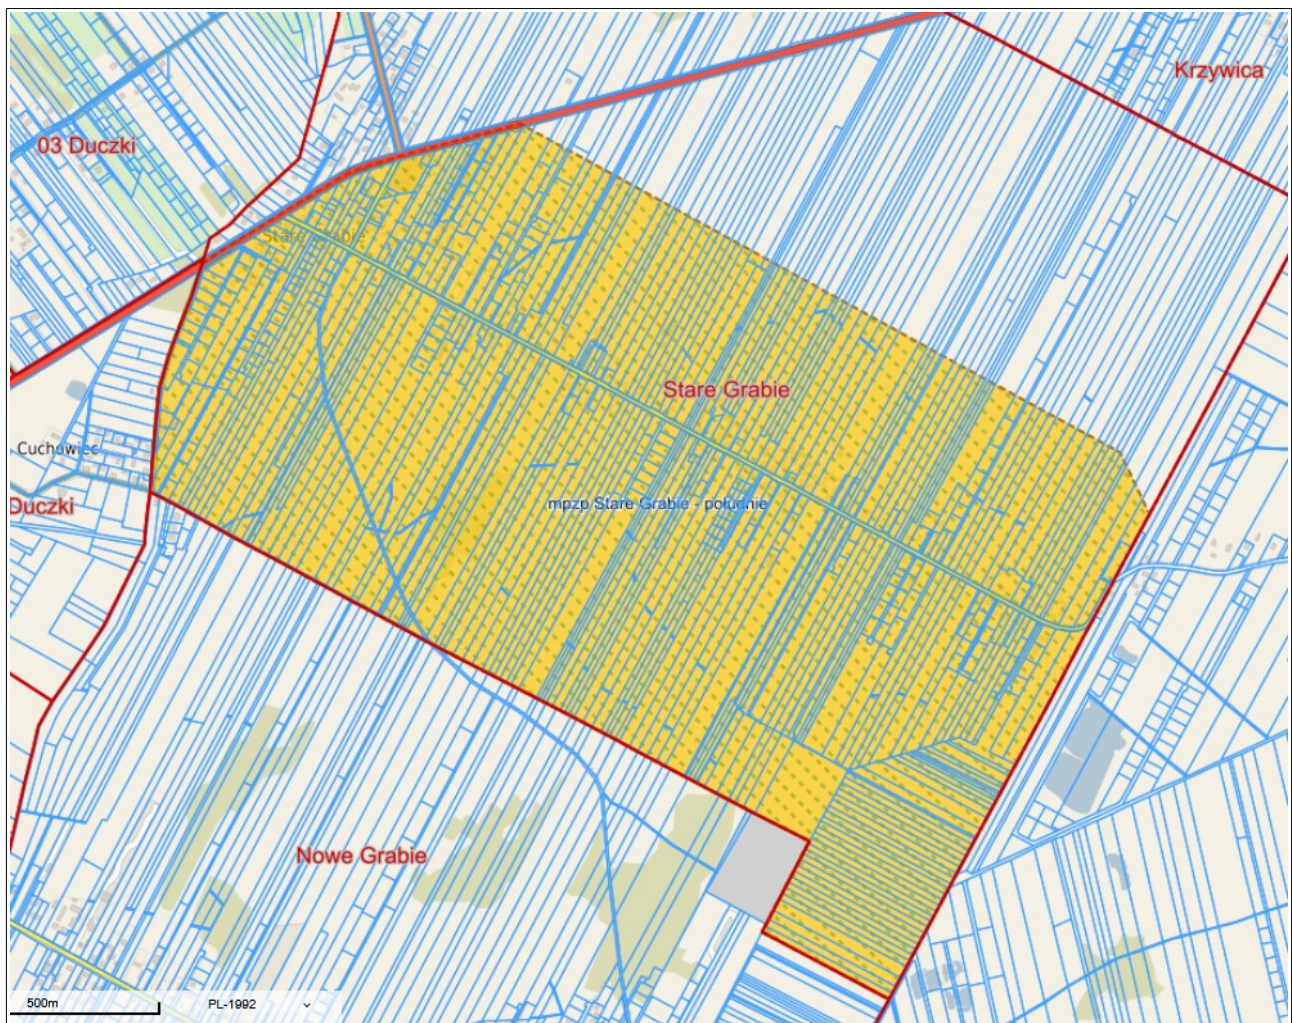 Krzywica
03 Duczki
Stare Grabie
Stare Grabie
Cuchowiec
mpzp Stare Grabie - południe
Duczki
Nowe Grabie
500m
PL-1992